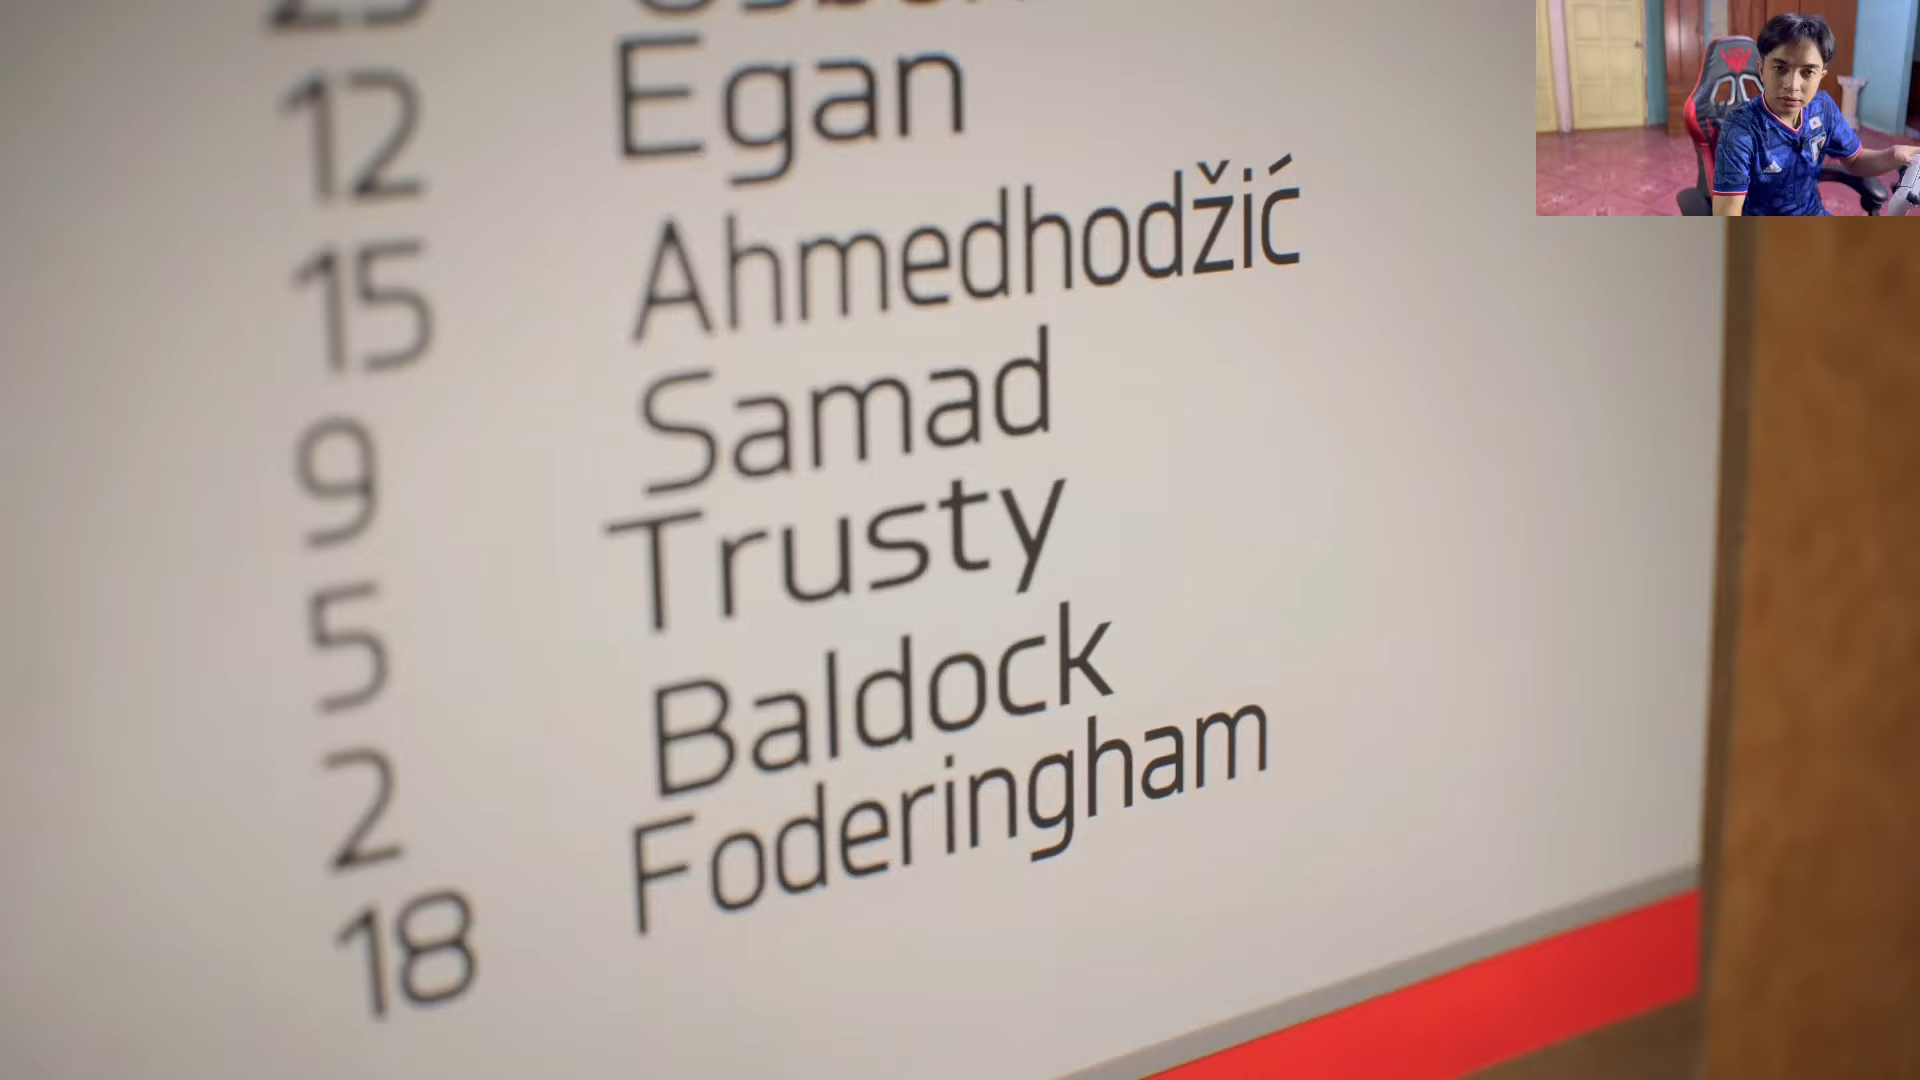 12 Egan
15 Ahmedhodžić
9 Samad
5 Trusty
2 Baldock
18 Foderingham